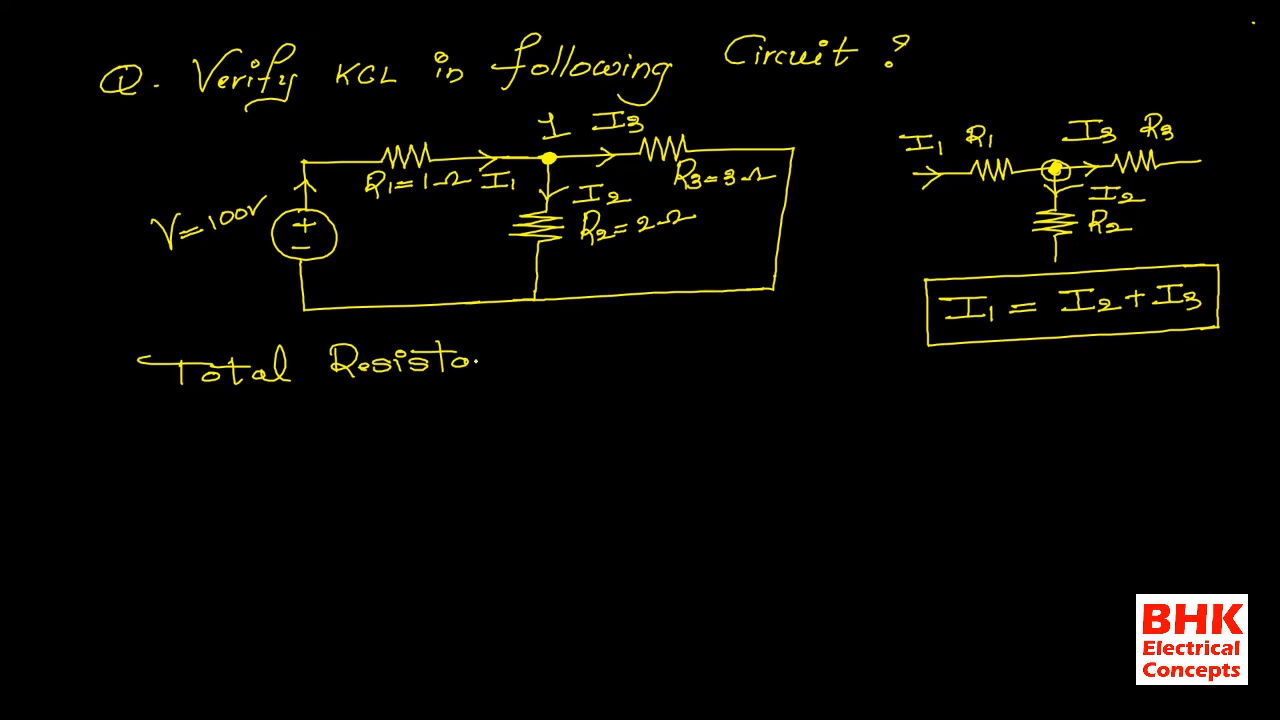 Q. Verify KCL in following Circuit ?
1 I3
R1=1Ω I1
R3=3Ω
I2
R2=2Ω
V=100V
+
−
I1 R1 I3 R3
I2
R2
I1 = I2+I3
Total Resisto
BHK
Electrical
Concepts